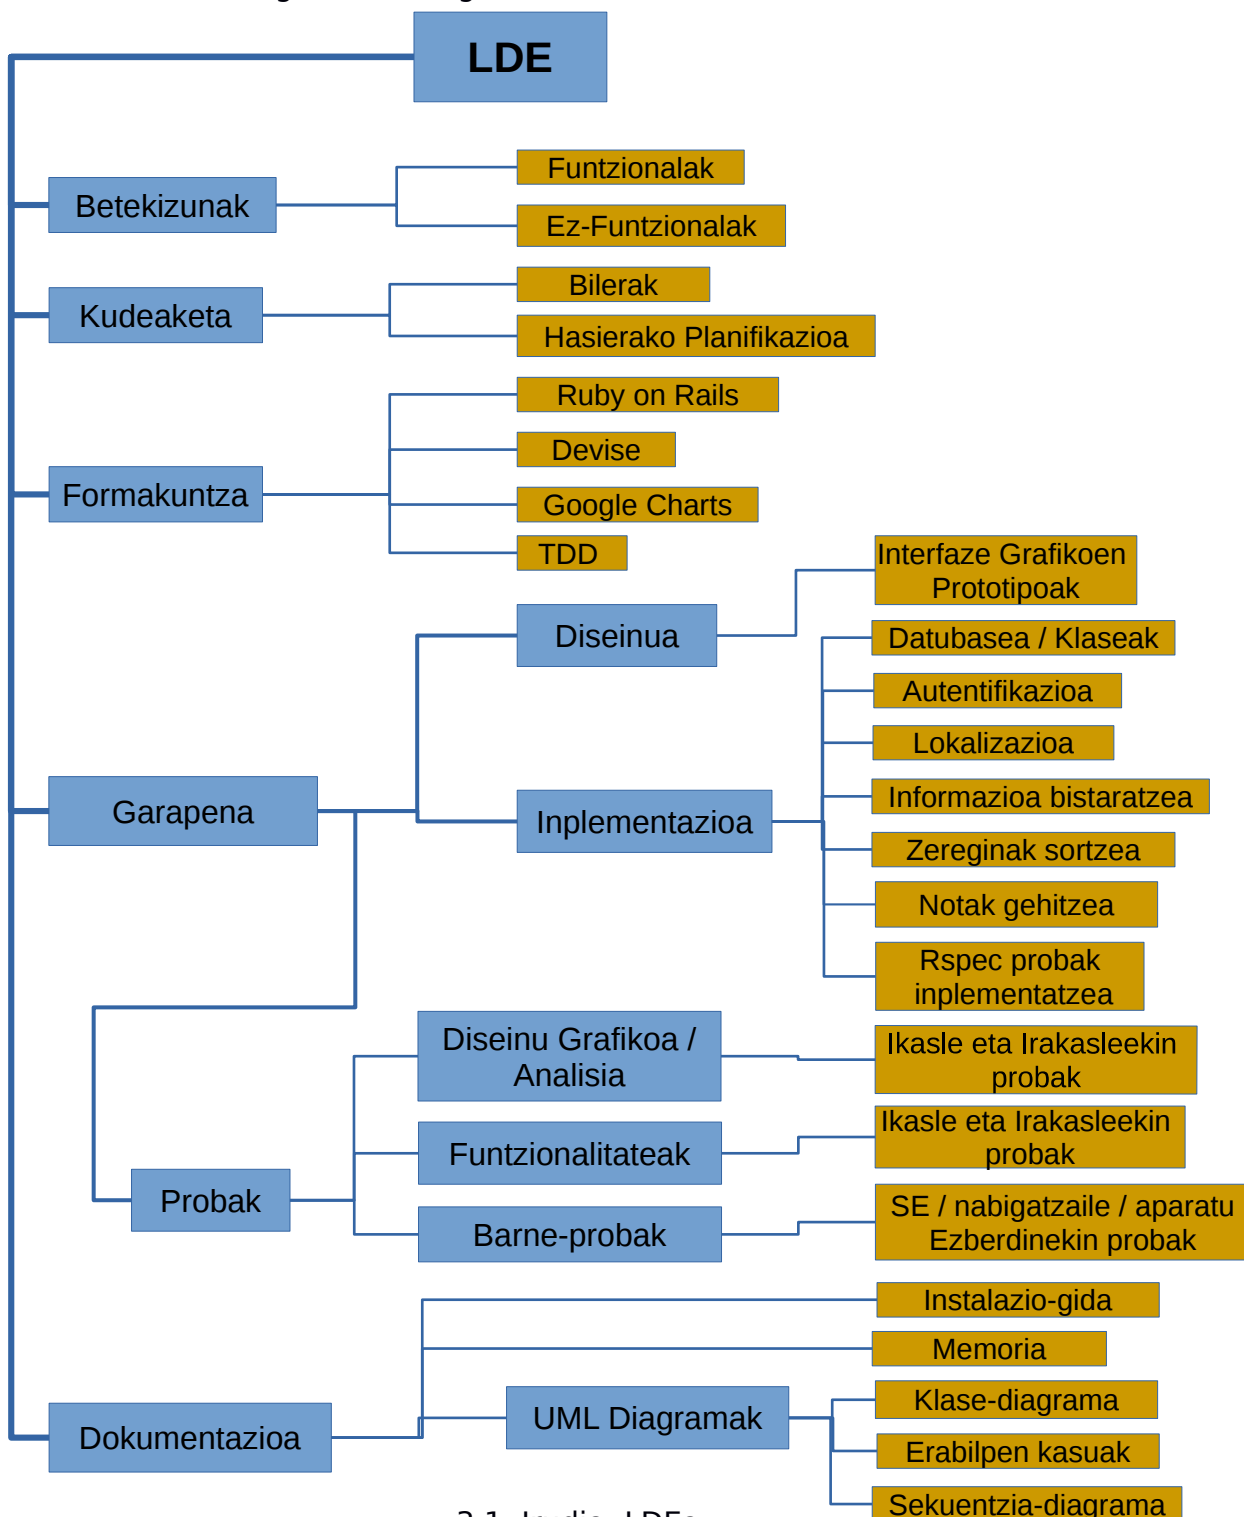 LDE
Funtzionalak
Betekizunak
Ez-Funtzionalak
Bilerak
Kudeaketa
Hasierako Planifikazioa
Ruby on Rails
Devise
Formakuntza
Google Charts
TDD
Interfaze Grafikoen
Prototipoak
Diseinua
Datubasea / Klaseak
Autentifikazioa
Lokalizazioa
Informazioa bistaratzea
Garapena
Inplementazioa
Zereginak sortzea
Notak gehitzea
Rspec probak
inplementatzea
Diseinu Grafikoa /
Analisia
Ikasle eta Irakasleekin
probak
Funtzionalitateak
Ikasle eta Irakasleekin
probak
Probak
Barne-probak
SE / nabigatzaile / aparatu
Ezberdinekin probak
Instalazio-gida
Memoria
Klase-diagrama
UML Diagramak
Dokumentazioa
Erabilpen kasuak
Sekuentzia-diagrama